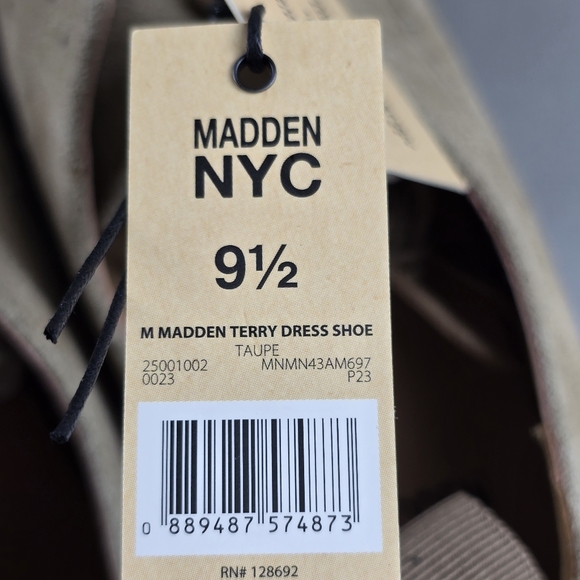 MADDEN
NYC
9½
M MADDEN TERRY DRESS SHOE
TAUPE
25001002 MNMN43AM697
0023 P23
0 889487 574873
RN# 128692